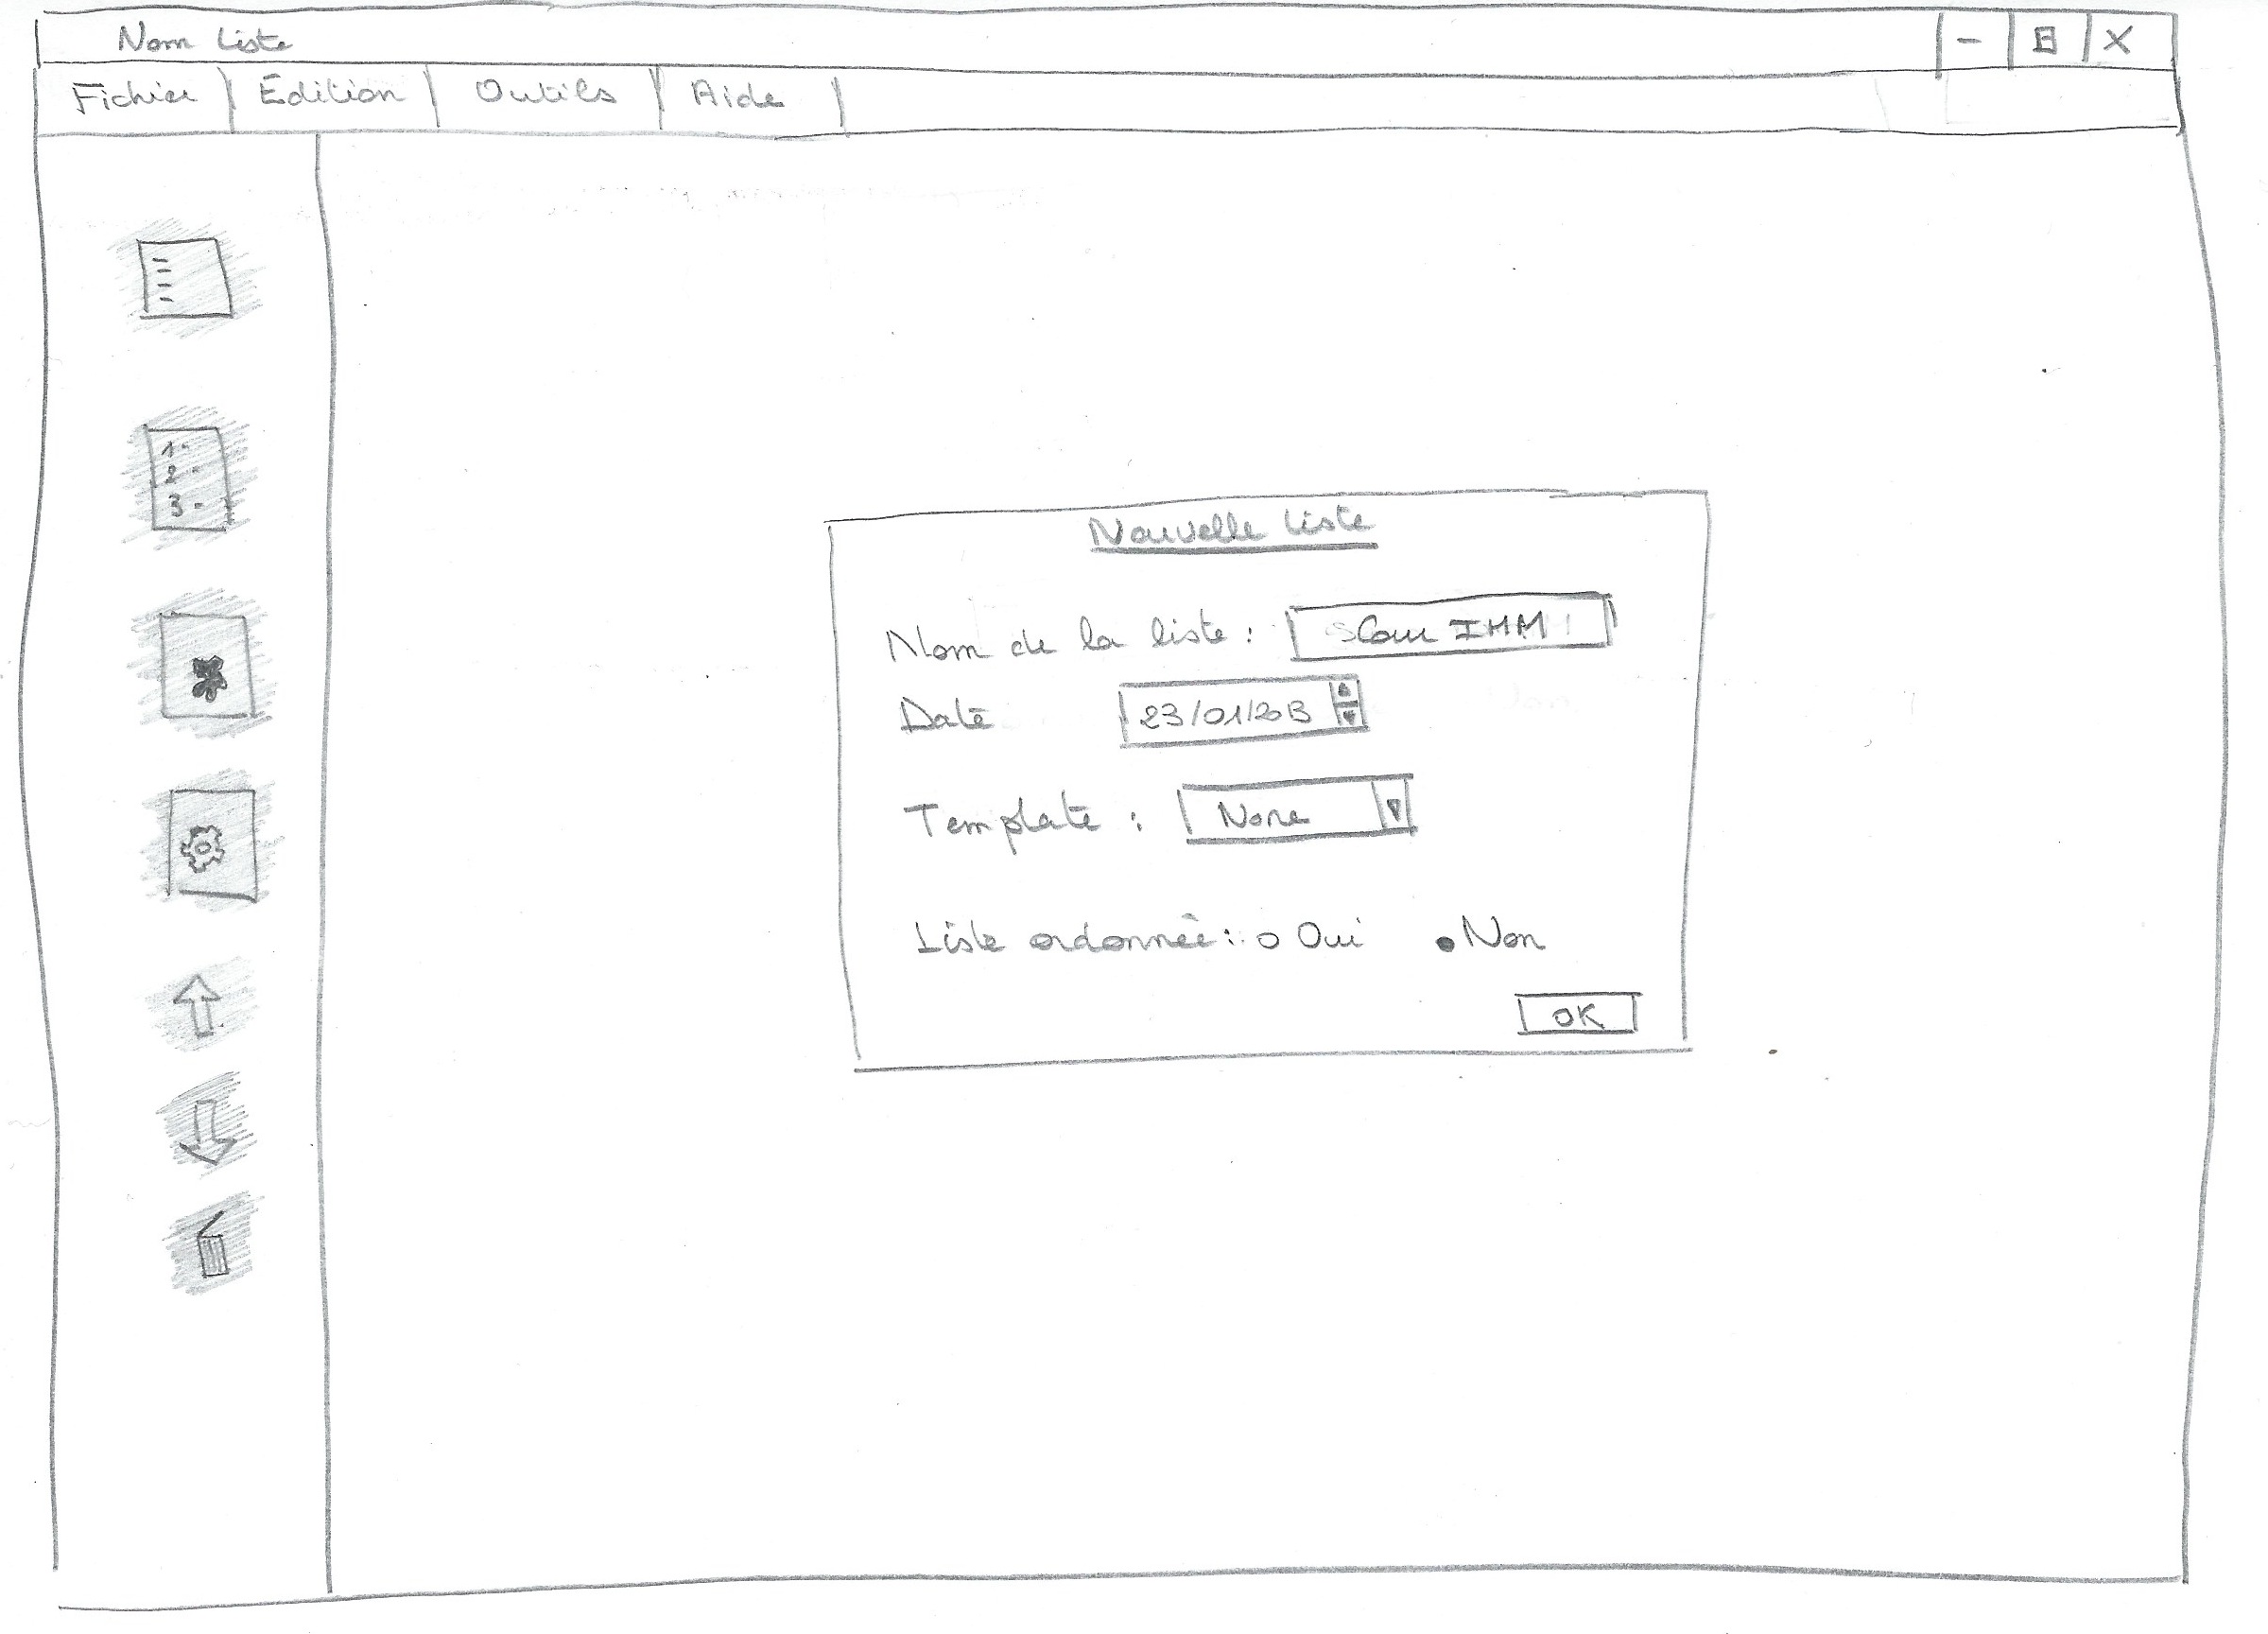 Nom Liste
- X
Fichier Edition Outils Aide
1-
2-
3-
Nouvelle Liste
Nom de la liste : Cour IHM
Date 23/01/2013
Template : None
Liste ordonnée : Oui Non
OK